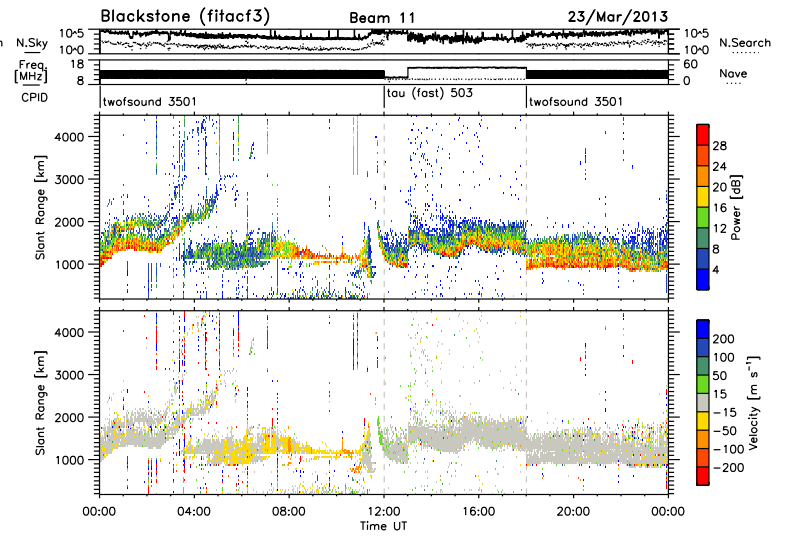 Blackstone (fitacf3)
Beam 11
23/Mar/2013
N.Sky
10^5
10^0
10^5
10^0
N.Search
Freq.
[MHz]
18
8
60
0
Nave
CPID
twofsound 3501
tau (fast) 503
twofsound 3501
Slant Range [km]
4000
3000
2000
1000
Power [dB]
28
24
20
16
12
8
4
Slant Range [km]
4000
3000
2000
1000
Velocity [m s⁻¹]
200
100
50
15
-15
-50
-100
-200
00:00
04:00
08:00
12:00
16:00
20:00
00:00
Time UT